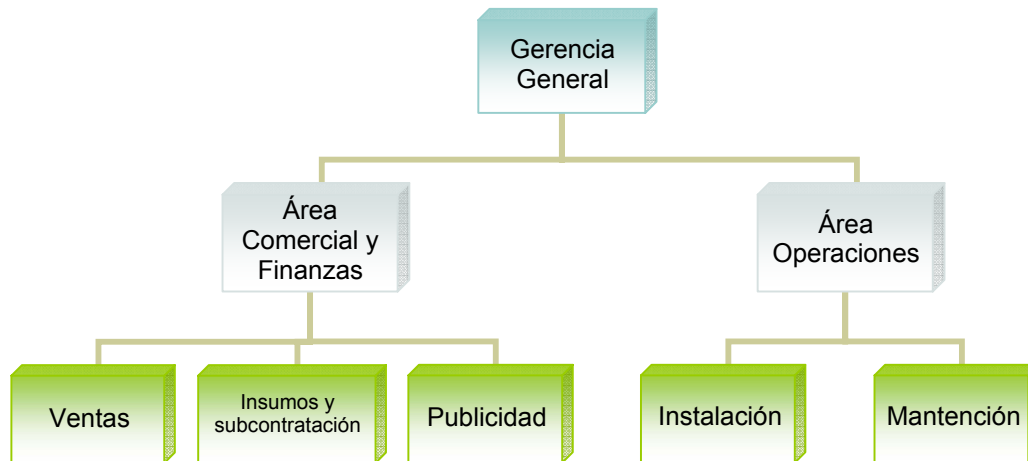 Gerencia
General
Área
Comercial y
Finanzas
Área
Operaciones
Ventas
Insumos y
subcontratación
Publicidad
Instalación
Mantención